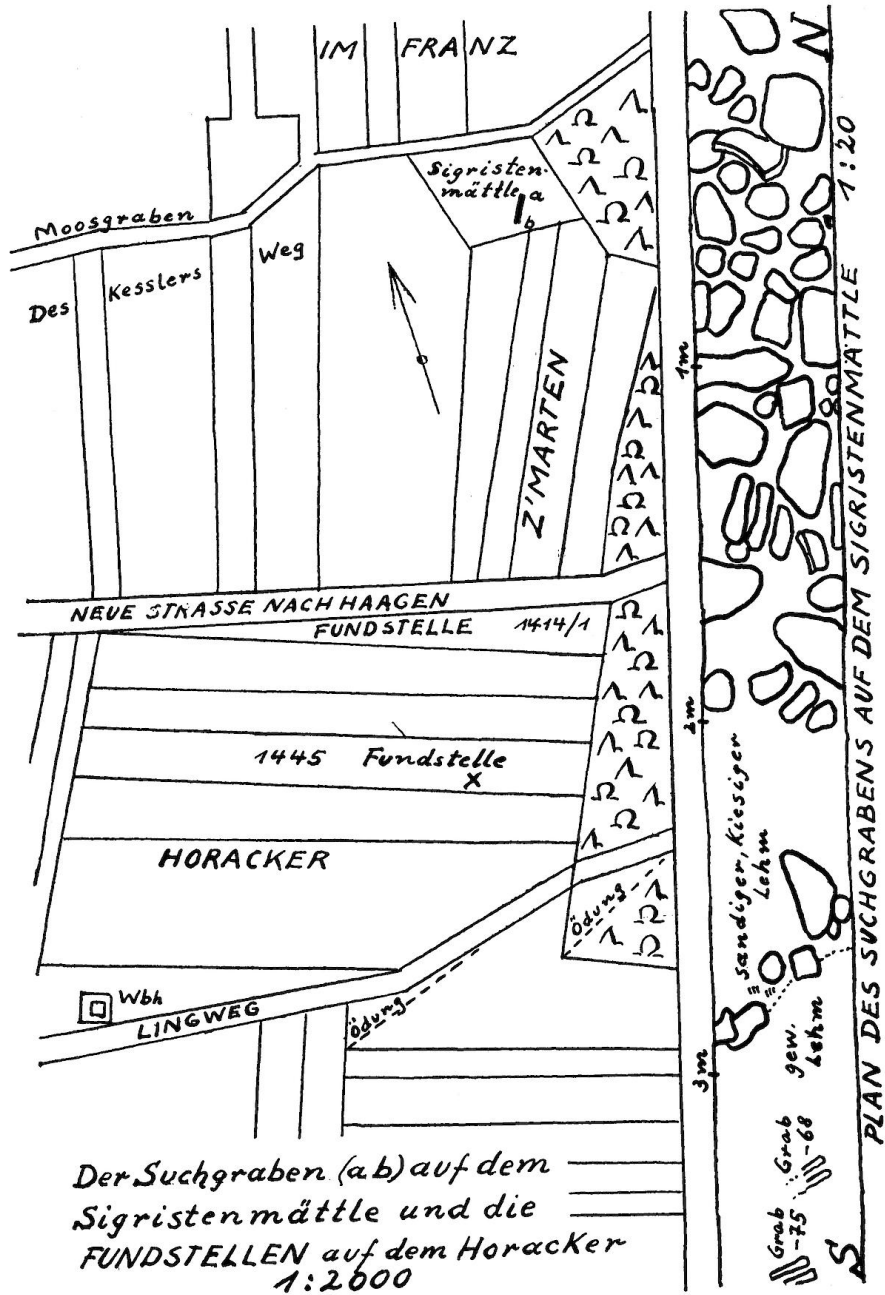 IM FRANZ
Sigristen-
mättle a
b
Moosgraben
Weg
Des Kesslers
Z'MARTEN
NEUE STRASSE NACH HAAGEN
FUNDSTELLE 1414/1
1445 Fundstelle
X
HORACKER
Ödung
Wbh
LINGWEG
Ödung
Der Suchgraben (ab) auf dem
Sigristenmättle und die
FUNDSTELLEN auf dem Horacker
1:2000
N
1m
2m
3m
sandiger, kiesiger
Lehm
gew.
Lehm
Grab
-68
Grab
-75
S
PLAN DES SUCHGRABENS AUF DEM SIGRISTENMÄTTLE 1:20